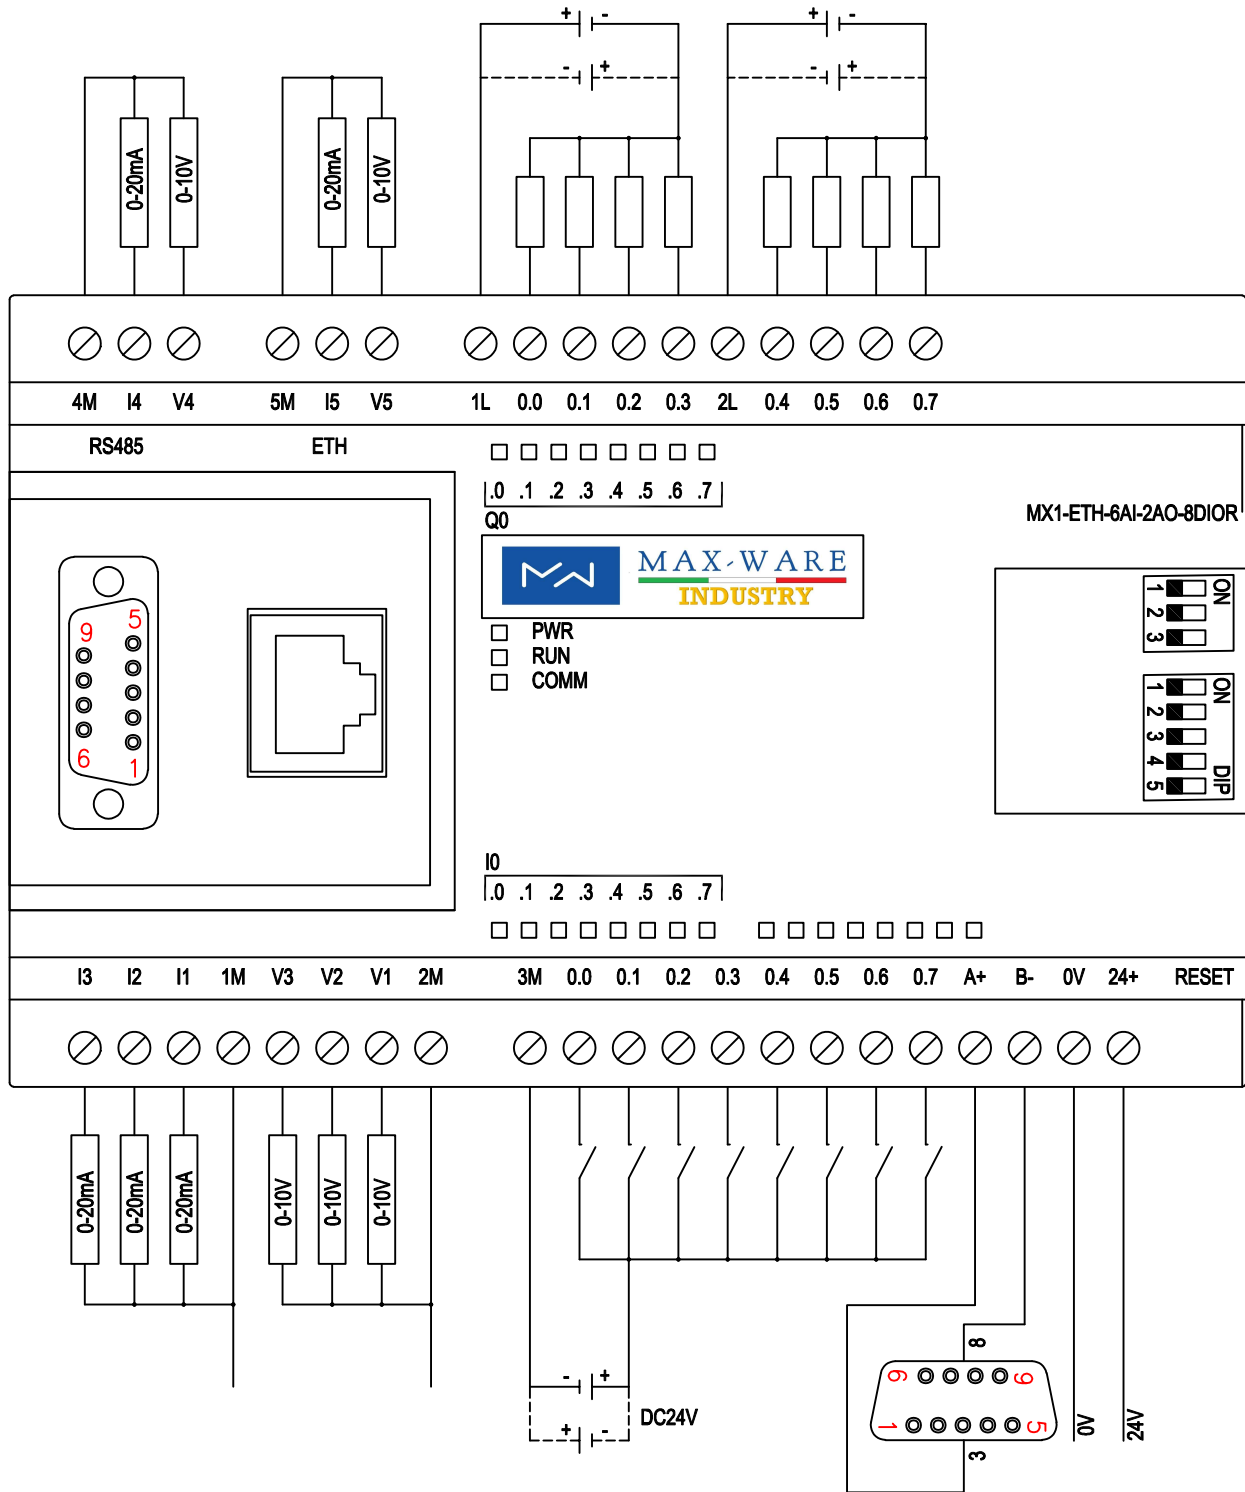 + - + -
- + - +
0-20mA 0-10V 0-20mA 0-10V
4M I4 V4 5M I5 V5 1L 0.0 0.1 0.2 0.3 2L 0.4 0.5 0.6 0.7
RS485 ETH
.0 .1 .2 .3 .4 .5 .6 .7
Q0
MX1-ETH-6AI-2AO-8DIOR
MAX-WARE
INDUSTRY
PWR
RUN
COMM
ON
1
2
3
ON
1
2
3
4
5
DIP
9 5
6 1
I0
.0 .1 .2 .3 .4 .5 .6 .7
I3 I2 I1 1M V3 V2 V1 2M 3M 0.0 0.1 0.2 0.3 0.4 0.5 0.6 0.7 A+ B- 0V 24+ RESET
0-20mA 0-20mA 0-20mA 0-10V 0-10V 0-10V
- +
DC24V
+ -
8
6 9
1 5
3
0V 24V